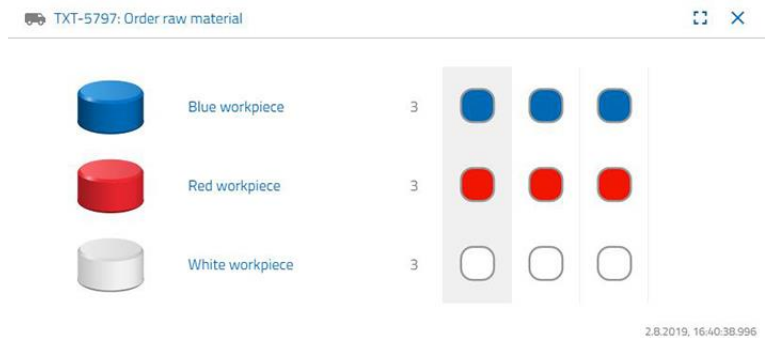 TXT-5797: Order raw material
Blue workpiece 3
Red workpiece 3
White workpiece 3
2.8.2019, 16:40:38.996